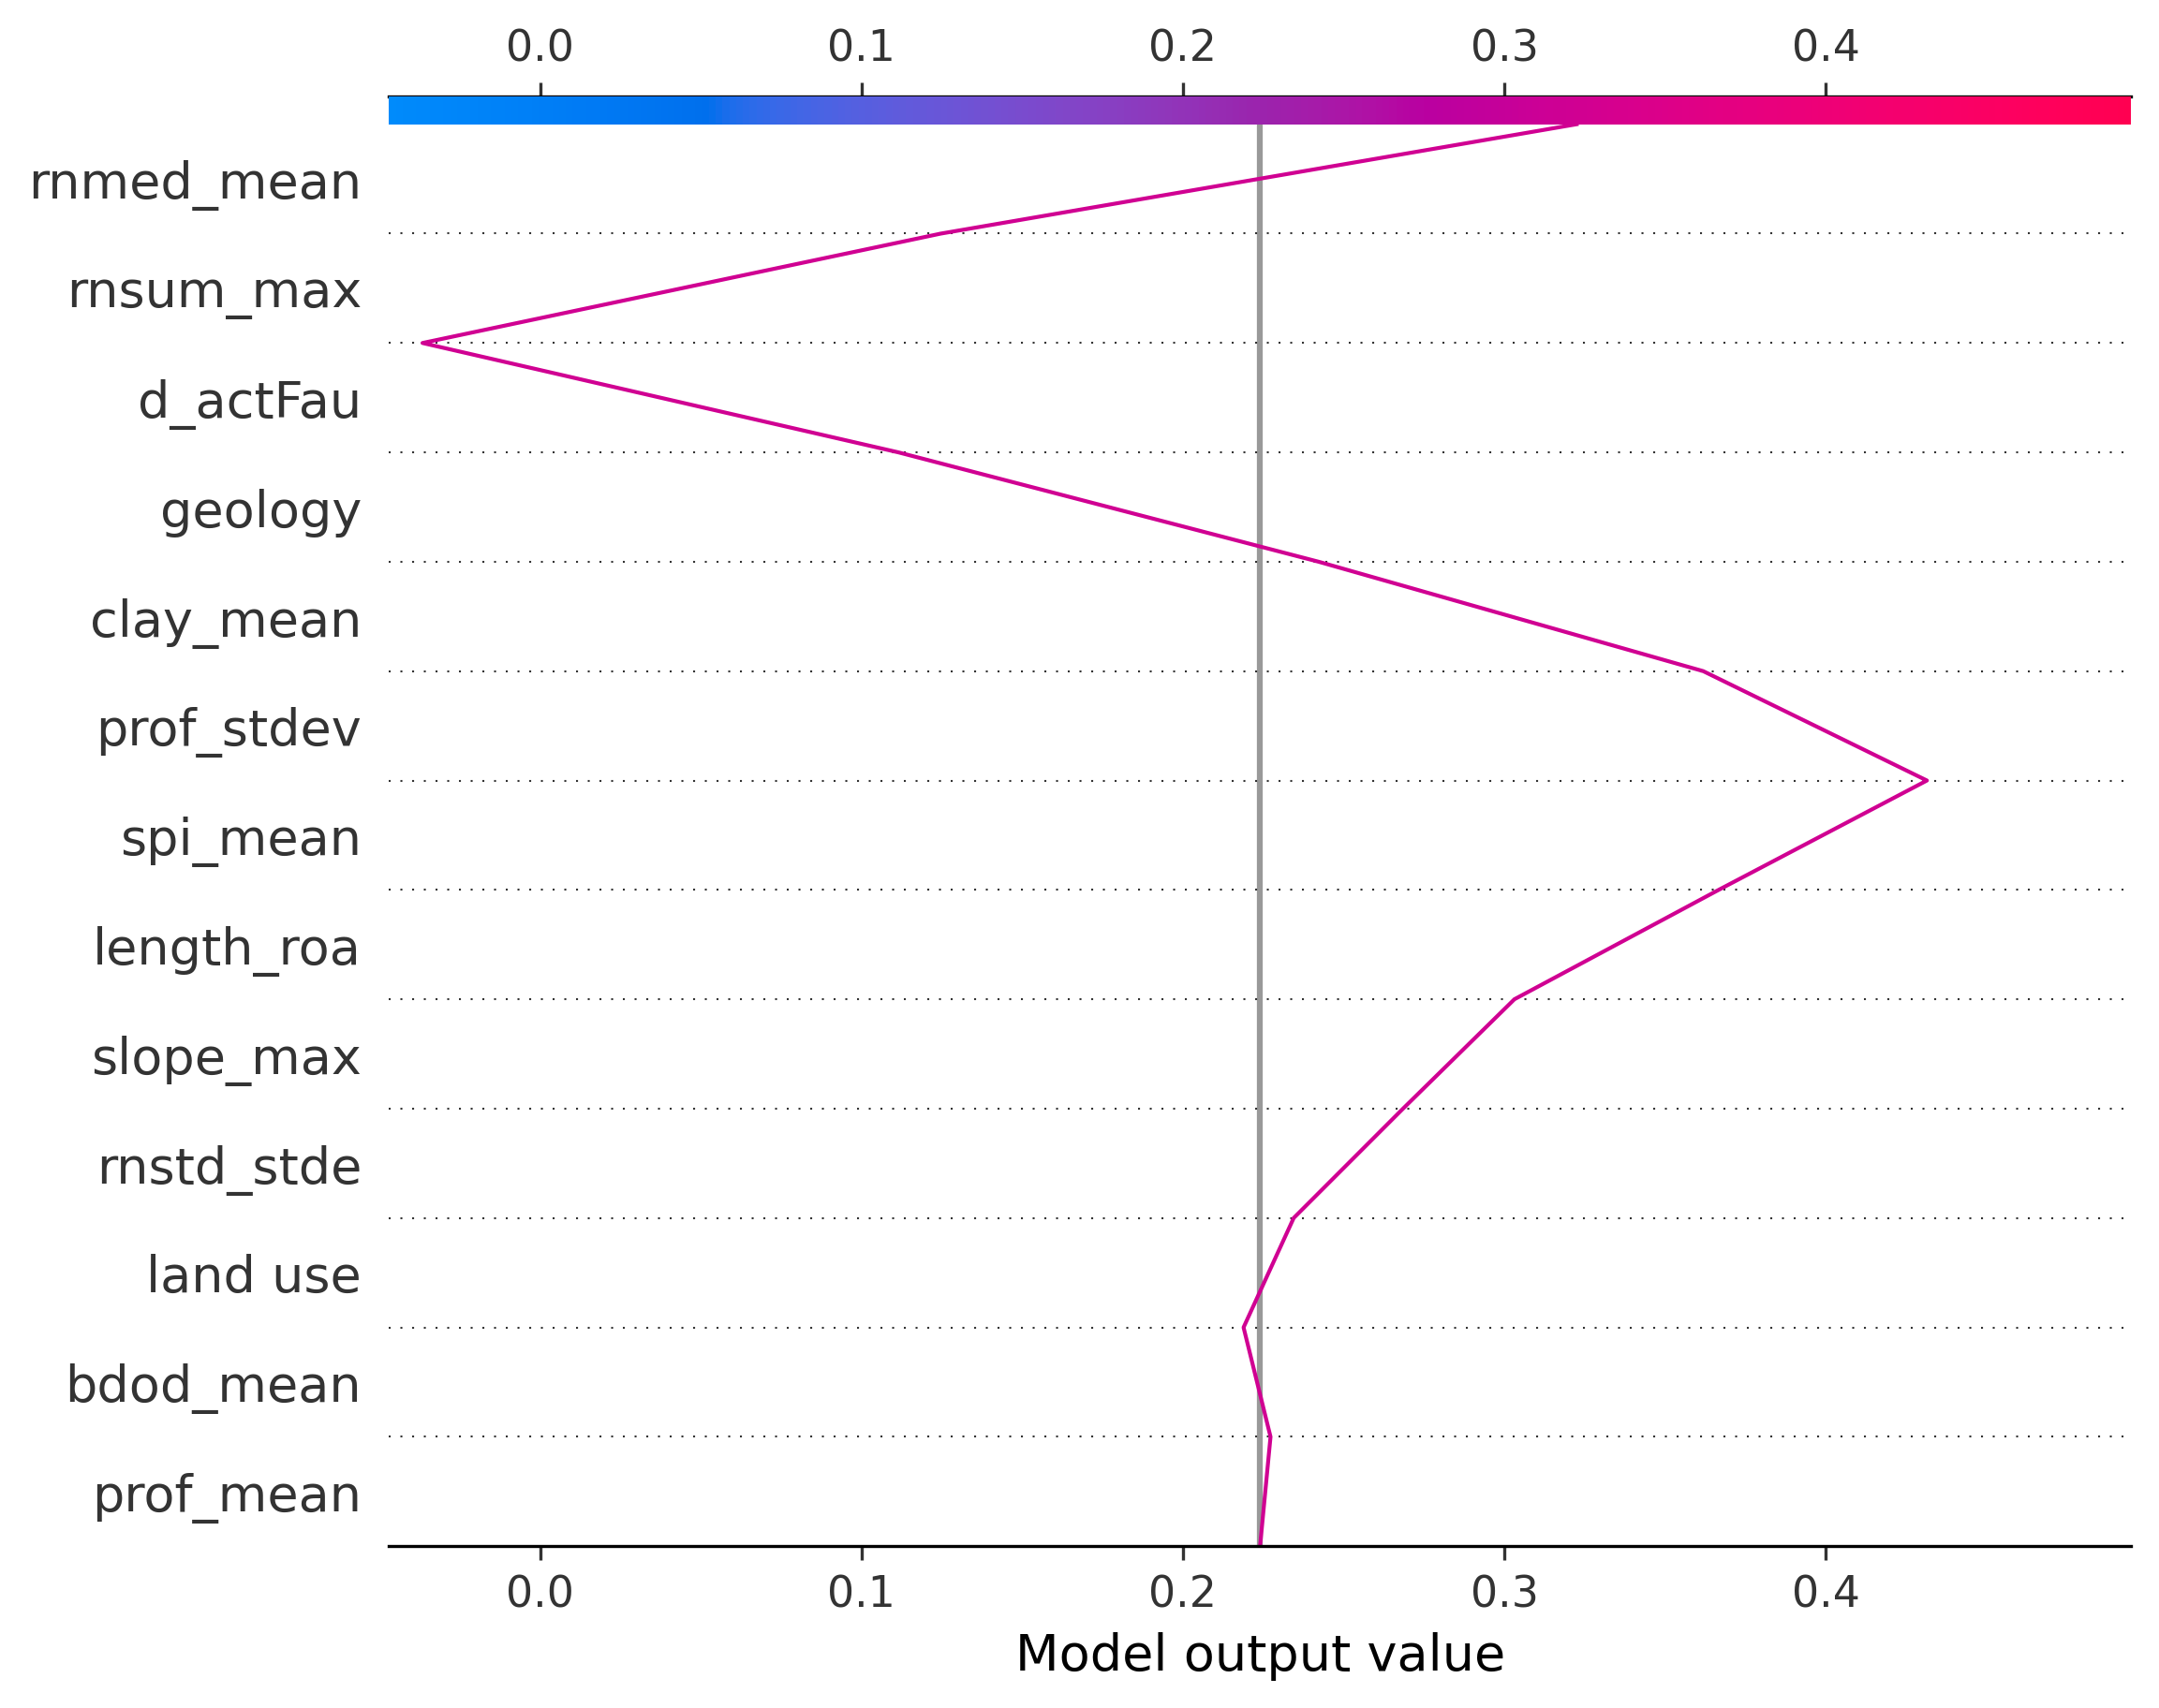 0.0 0.1 0.2 0.3 0.4
rnmed_mean
rnsum_max
d_actFau
geology
clay_mean
prof_stdev
spi_mean
length_roa
slope_max
rnstd_stde
land use
bdod_mean
prof_mean
0.0 0.1 0.2 0.3 0.4
Model output value